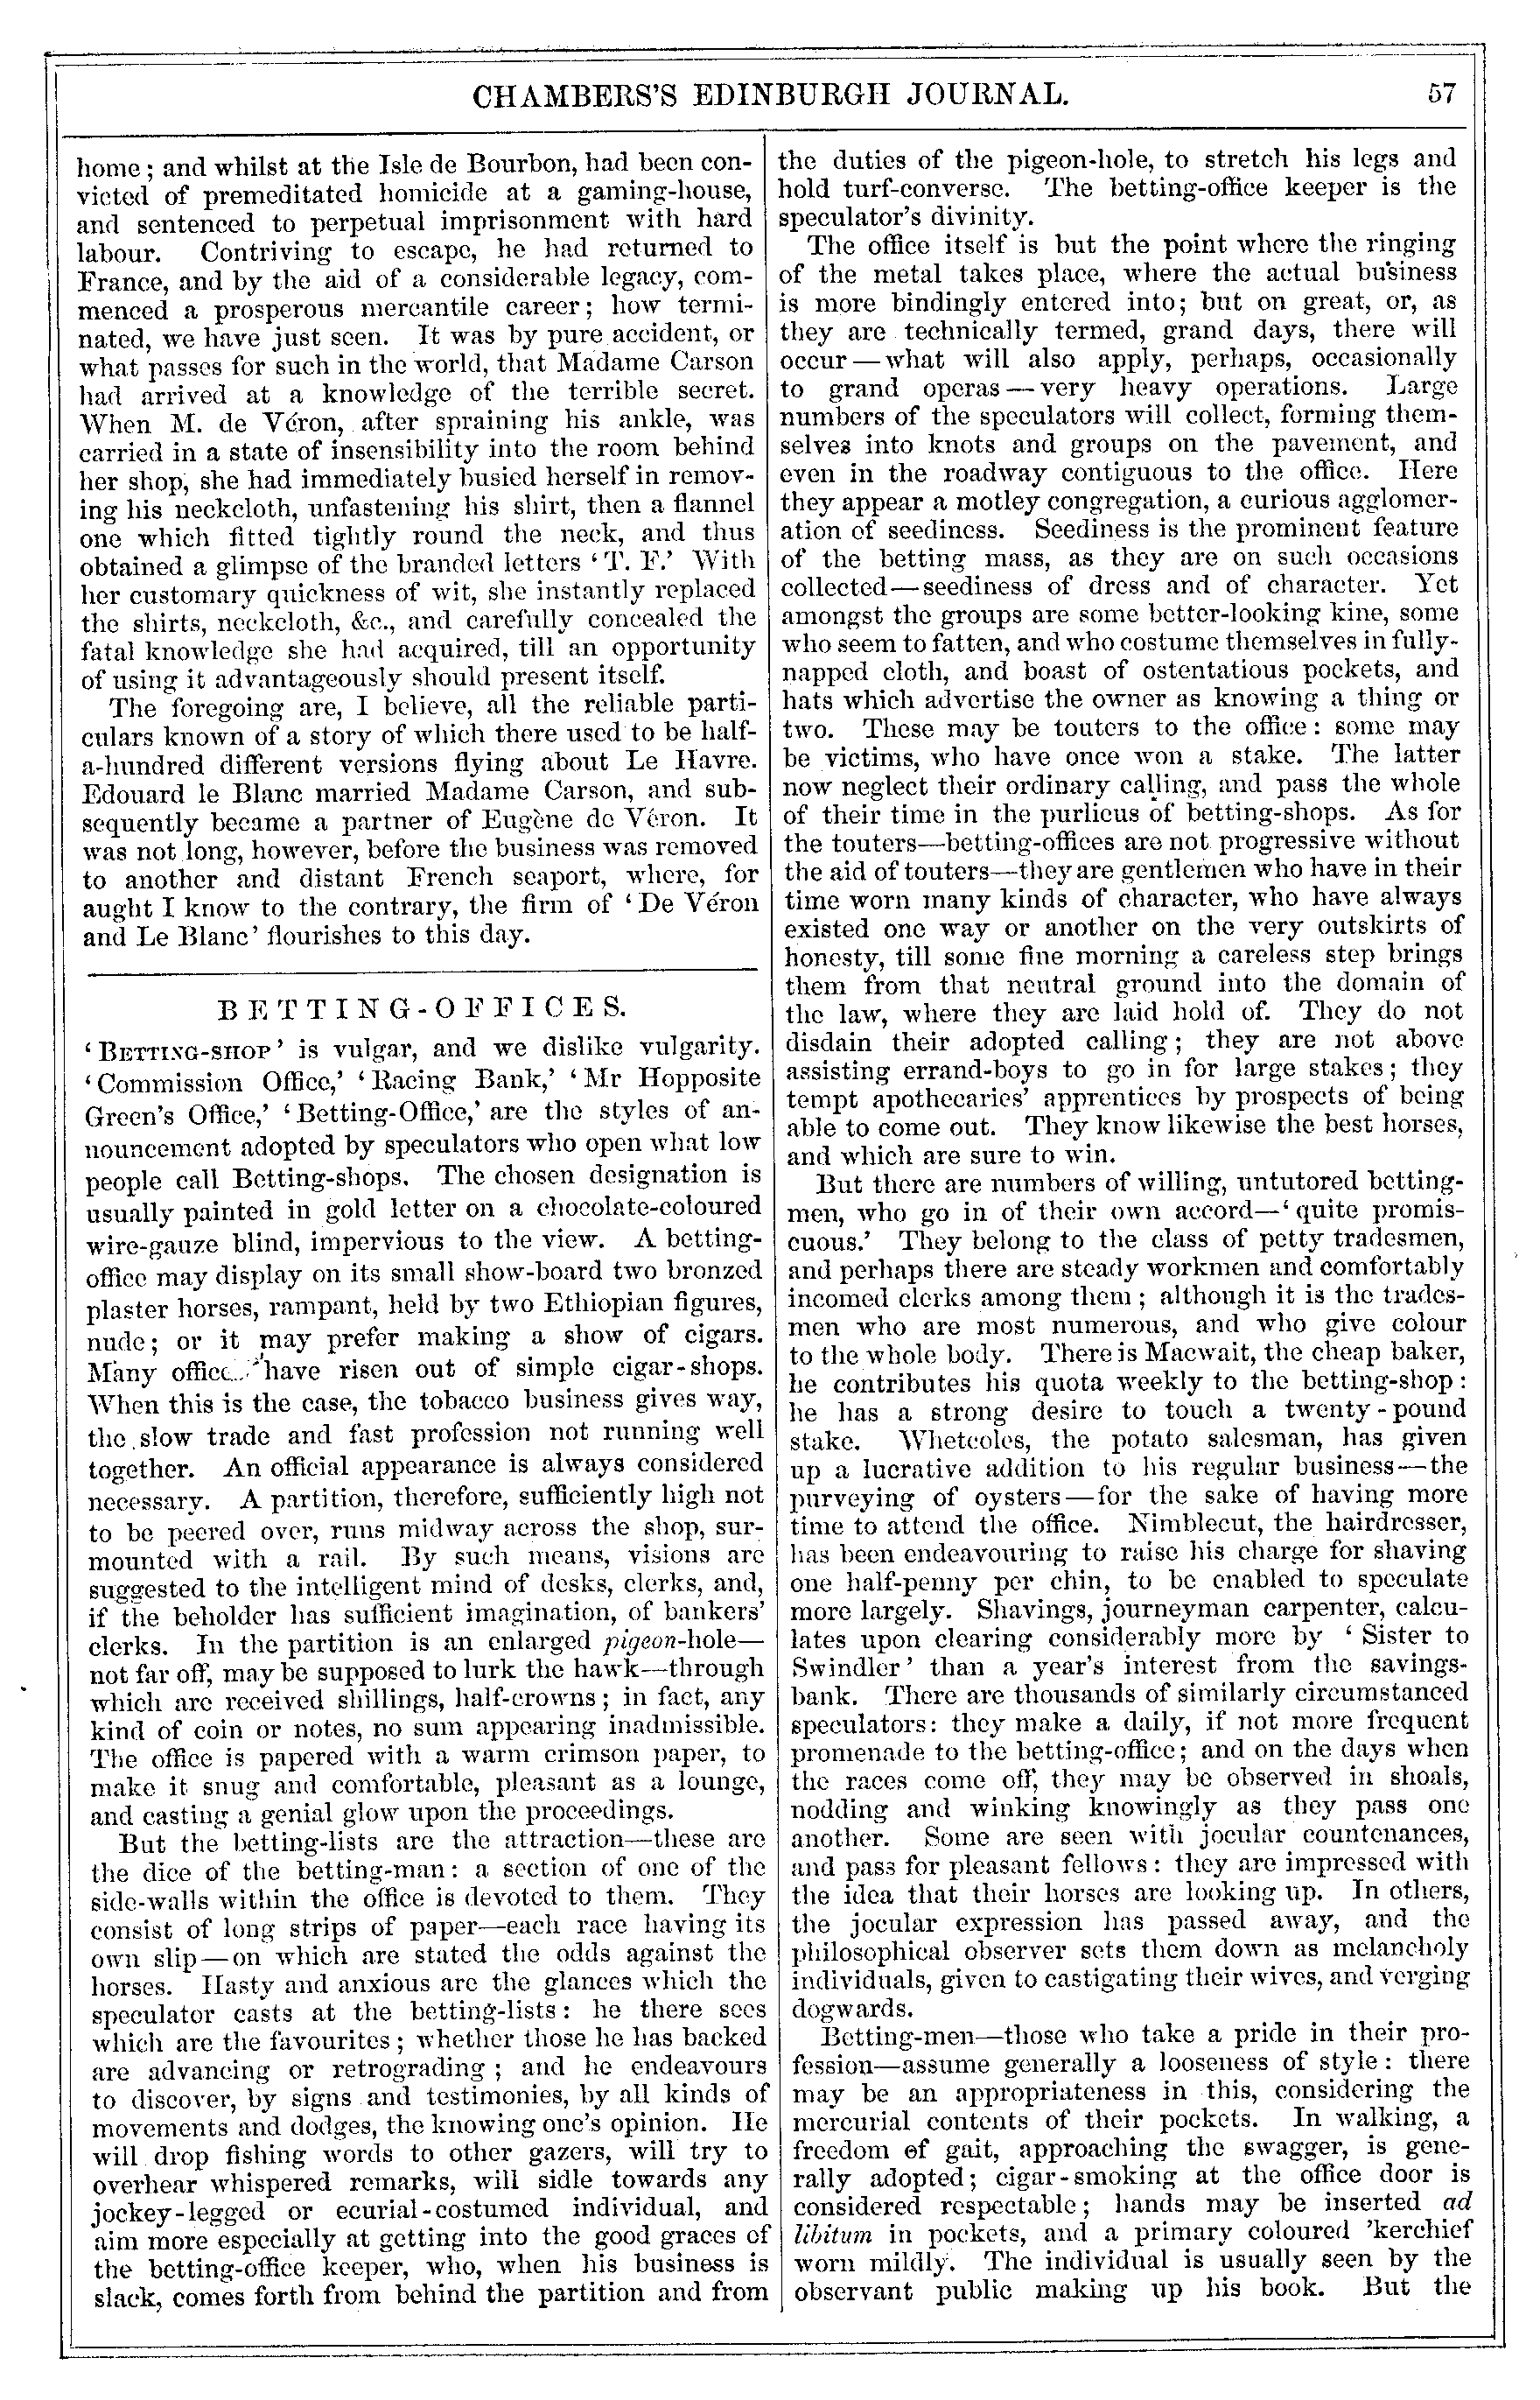 CHAMBERS'S EDINBURGH JOURNAL.
57
home; and whilst at the Isle de Bourbon, had been con-
victed of premeditated homicide at a gaming-house,
and sentenced to perpetual imprisonment with hard
labour. Contriving to escape, he had returned to
France, and by the aid of a considerable legacy, com-
menced a prosperous mercantile career; how termi-
nated, we have just seen. It was by pure accident, or
what passes for such in the world, that Madame Carson
had arrived at a knowledge of the terrible secret.
When M. de Véron, after spraining his ankle, was
carried in a state of insensibility into the room behind
her shop, she had immediately busied herself in remov-
ing his neckcloth, unfastening his shirt, then a flannel
one which fitted tightly round the neck, and thus
obtained a glimpse of the branded letters 'T. F.' With
her customary quickness of wit, she instantly replaced
the shirts, neckcloth, &c., and carefully concealed the
fatal knowledge she had acquired, till an opportunity
of using it advantageously should present itself.
The foregoing are, I believe, all the reliable parti-
culars known of a story of which there used to be half-
a-hundred different versions flying about Le Havre.
Edouard le Blanc married Madame Carson, and sub-
sequently became a partner of Eugène de Véron. It
was not long, however, before the business was removed
to another and distant French seaport, where, for
aught I know to the contrary, the firm of 'De Véron
and Le Blanc' flourishes to this day.
BETTING-OFFICES.
'BETTING-SHOP' is vulgar, and we dislike vulgarity.
'Commission Office,' 'Racing Bank,' 'Mr Hopposite
Green's Office,' 'Betting-Office,' are the styles of an-
nouncement adopted by speculators who open what low
people call Betting-shops. The chosen designation is
usually painted in gold letter on a chocolate-coloured
wire-gauze blind, impervious to the view. A betting-
office may display on its small show-board two bronzed
plaster horses, rampant, held by two Ethiopian figures,
nude; or it may prefer making a show of cigars.
Many office have risen out of simple cigar-shops.
When this is the case, the tobacco business gives way,
the slow trade and fast profession not running well
together. An official appearance is always considered
necessary. A partition, therefore, sufficiently high not
to be peered over, runs midway across the shop, sur-
mounted with a rail. By such means, visions are
suggested to the intelligent mind of desks, clerks, and,
if the beholder has sufficient imagination, of bankers'
clerks. In the partition is an enlarged pigeon-hole—
not far off, may be supposed to lurk the hawk—through
which are received shillings, half-crowns; in fact, any
kind of coin or notes, no sum appearing inadmissible.
The office is papered with a warm crimson paper, to
make it snug and comfortable, pleasant as a lounge,
and casting a genial glow upon the proceedings.
But the betting-lists are the attraction—these are
the dice of the betting-man: a section of one of the
side-walls within the office is devoted to them. They
consist of long strips of paper—each race having its
own slip—on which are stated the odds against the
horses. Hasty and anxious are the glances which the
speculator casts at the betting-lists: he there sees
which are the favourites; whether those he has backed
are advancing or retrograding; and he endeavours
to discover, by signs and testimonies, by all kinds of
movements and dodges, the knowing one's opinion. He
will drop fishing words to other gazers, will try to
overhear whispered remarks, will sidle towards any
jockey-legged or ecurial-costumed individual, and
aim more especially at getting into the good graces of
the betting-office keeper, who, when his business is
slack, comes forth from behind the partition and from
the duties of the pigeon-hole, to stretch his legs and
hold turf-converse. The betting-office keeper is the
speculator's divinity.
The office itself is but the point where the ringing
of the metal takes place, where the actual business
is more bindingly entered into; but on great, or, as
they are technically termed, grand days, there will
occur—what will also apply, perhaps, occasionally
to grand operas—very heavy operations. Large
numbers of the speculators will collect, forming them-
selves into knots and groups on the pavement, and
even in the roadway contiguous to the office. Here
they appear a motley congregation, a curious agglomer-
ation of seediness. Seediness is the prominent feature
of the betting mass, as they are on such occasions
collected—seediness of dress and of character. Yet
amongst the groups are some better-looking kine, some
who seem to fatten, and who costume themselves in fully-
napped cloth, and boast of ostentatious pockets, and
hats which advertise the owner as knowing a thing or
two. These may be touters to the office: some may
be victims, who have once won a stake. The latter
now neglect their ordinary calling, and pass the whole
of their time in the purlieus of betting-shops. As for
the touters—betting-offices are not progressive without
the aid of touters—they are gentlemen who have in their
time worn many kinds of character, who have always
existed one way or another on the very outskirts of
honesty, till some fine morning a careless step brings
them from that neutral ground into the domain of
the law, where they are laid hold of. They do not
disdain their adopted calling; they are not above
assisting errand-boys to go in for large stakes; they
tempt apothecaries' apprentices by prospects of being
able to come out. They know likewise the best horses,
and which are sure to win.
But there are numbers of willing, untutored betting-
men, who go in of their own accord—'quite promis-
cuous.' They belong to the class of petty tradesmen,
and perhaps there are steady workmen and comfortably
incomed clerks among them; although it is the trades-
men who are most numerous, and who give colour
to the whole body. There is Macwait, the cheap baker,
he contributes his quota weekly to the betting-shop:
he has a strong desire to touch a twenty-pound
stake. Whetcoles, the potato salesman, has given
up a lucrative addition to his regular business—the
purveying of oysters—for the sake of having more
time to attend the office. Nimblecut, the hairdresser,
has been endeavouring to raise his charge for shaving
one half-penny per chin, to be enabled to speculate
more largely. Shavings, journeyman carpenter, calcu-
lates upon clearing considerably more by 'Sister to
Swindler' than a year's interest from the savings-
bank. There are thousands of similarly circumstanced
speculators: they make a daily, if not more frequent
promenade to the betting-office; and on the days when
the races come off, they may be observed in shoals,
nodding and winking knowingly as they pass one
another. Some are seen with jocular countenances,
and pass for pleasant fellows: they are impressed with
the idea that their horses are looking up. In others,
the jocular expression has passed away, and the
philosophical observer sets them down as melancholy
individuals, given to castigating their wives, and verging
dogwards.
Betting-men—those who take a pride in their pro-
fession—assume generally a looseness of style: there
may be an appropriateness in this, considering the
mercurial contents of their pockets. In walking, a
freedom of gait, approaching the swagger, is gene-
rally adopted; cigar-smoking at the office door is
considered respectable; hands may be inserted ad
libitum in pockets, and a primary coloured 'kerchief
worn mildly. The individual is usually seen by the
observant public making up his book. But the